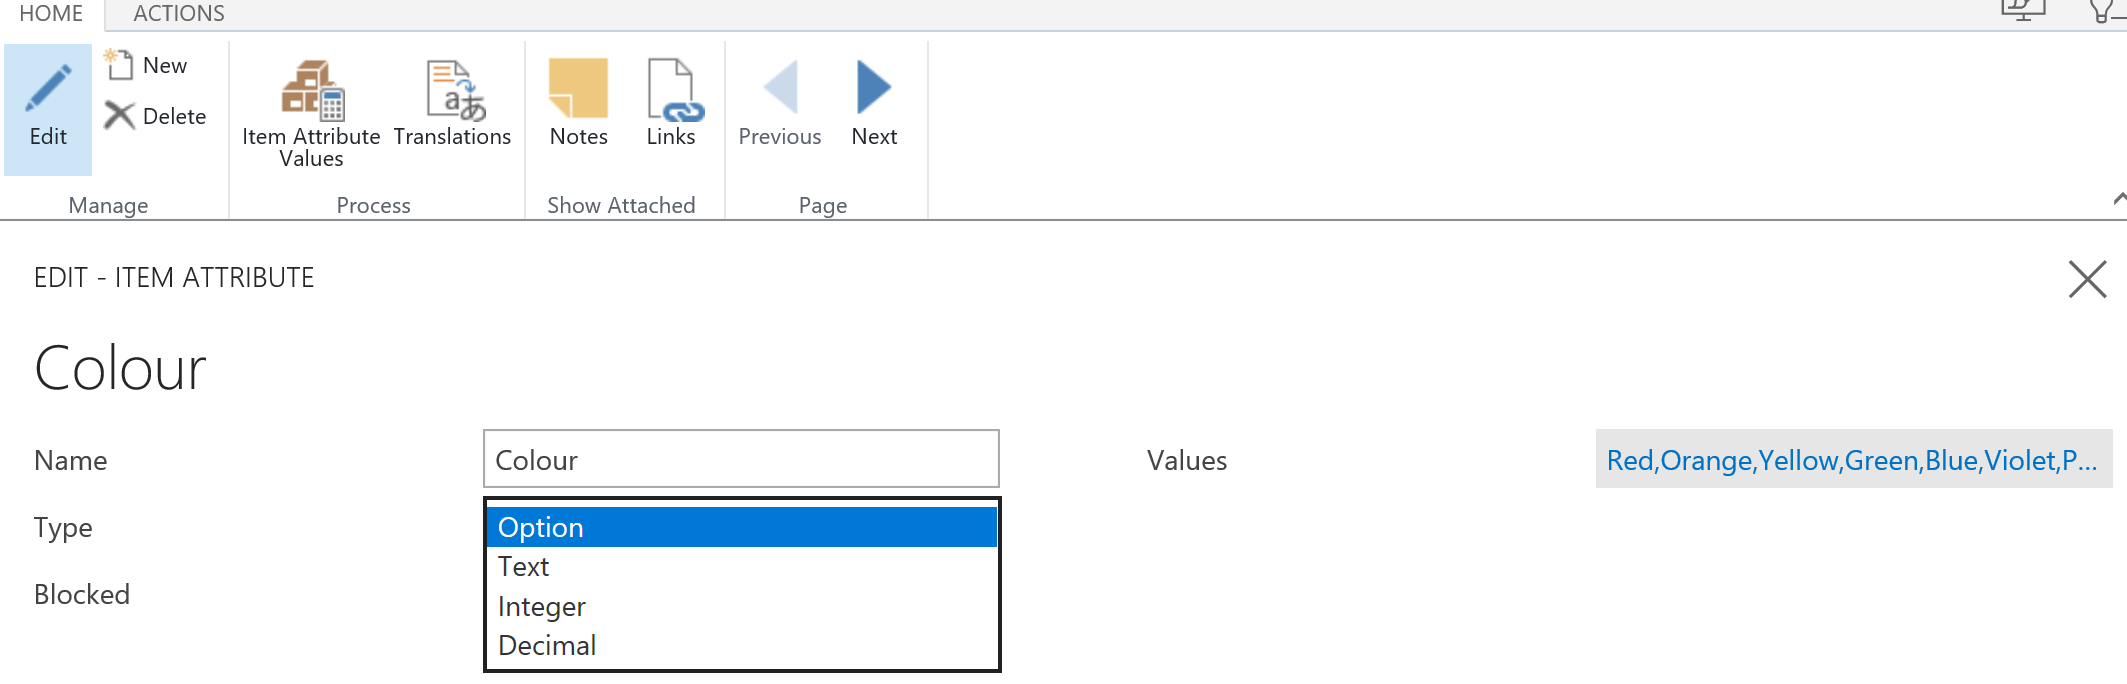 HOME ACTIONS
Edit
New
Delete
Manage
Item Attribute
Values
Translations
Process
Notes
Links
Show Attached
Previous
Next
Page
EDIT - ITEM ATTRIBUTE
Colour
Name Colour
Values Red,Orange,Yellow,Green,Blue,Violet,P...
Type Option
Text
Blocked
Integer
Decimal